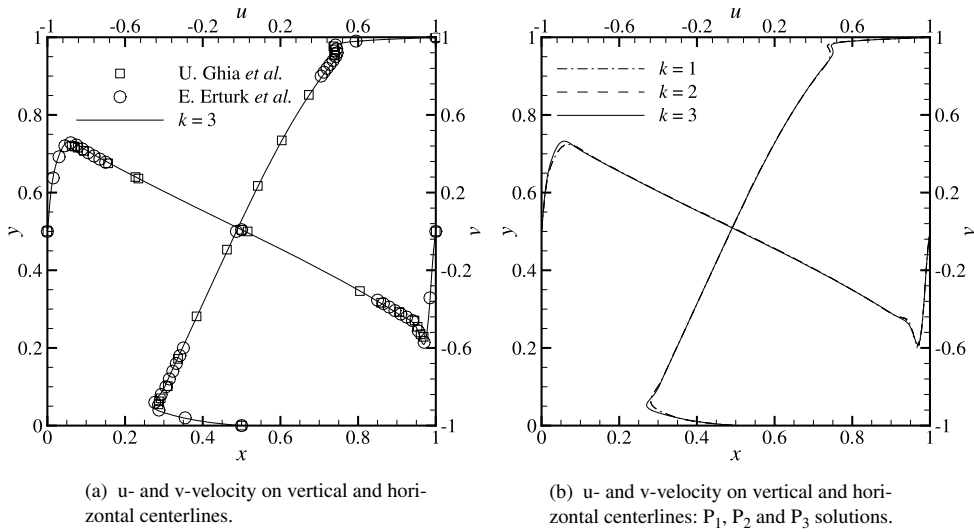 -1 -0.6 -0.2 0.2 0.6 1
u
1
0.8
0.6
0.4
0.2
0
y
U. Ghia et al.
E. Erturk et al.
k = 3
1
0.6
0.2
-0.2
-0.6
-1
v
0 0.2 0.4 0.6 0.8 1
x
(a) u- and v-velocity on vertical and hori-
zontal centerlines.
-1 -0.6 -0.2 0.2 0.6 1
u
1
0.8
0.6
0.4
0.2
0
y
k = 1
k = 2
k = 3
1
0.6
0.2
-0.2
-0.6
-1
v
0 0.2 0.4 0.6 0.8 1
x
(b) u- and v-velocity on vertical and hori-
zontal centerlines: P₁, P₂ and P₃ solutions.